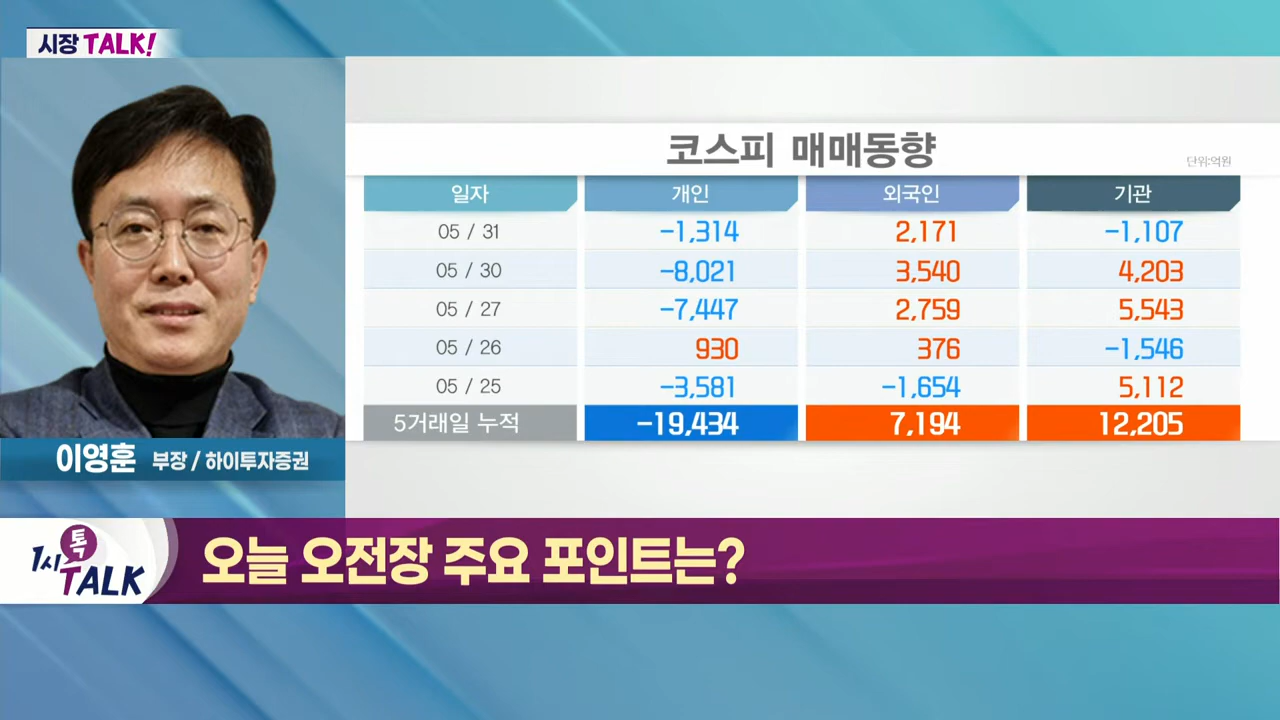 시장 TALK!
코스피 매매동향
단위:억원
일자 개인 외국인 기관
05 / 31 -1,314 2,171 -1,107
05 / 30 -8,021 3,540 4,203
05 / 27 -7,447 2,759 5,543
05 / 26 930 376 -1,546
05 / 25 -3,581 -1,654 5,112
5거래일 누적 -19,434 7,194 12,205
이영훈 부장 / 하이투자증권
1시 톡 TALK
오늘 오전장 주요 포인트는?